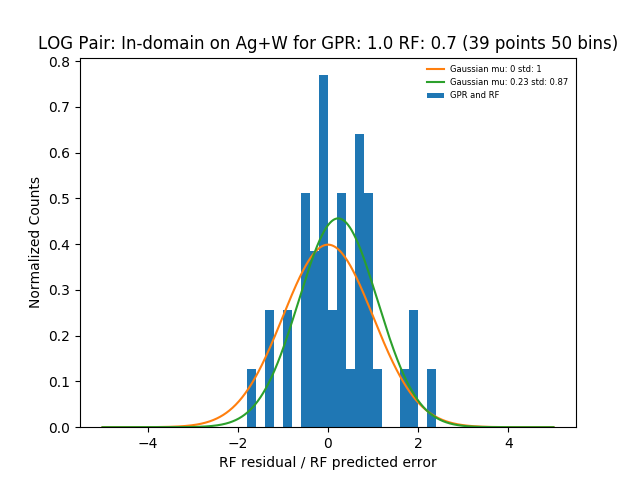 LOG Pair: In-domain on Ag+W for GPR: 1.0 RF: 0.7 (39 points 50 bins)
Gaussian mu: 0 std: 1
Gaussian mu: 0.23 std: 0.87
GPR and RF
Normalized Counts
0.8
0.7
0.6
0.5
0.4
0.3
0.2
0.1
0.0
−4 −2 0 2 4
RF residual / RF predicted error